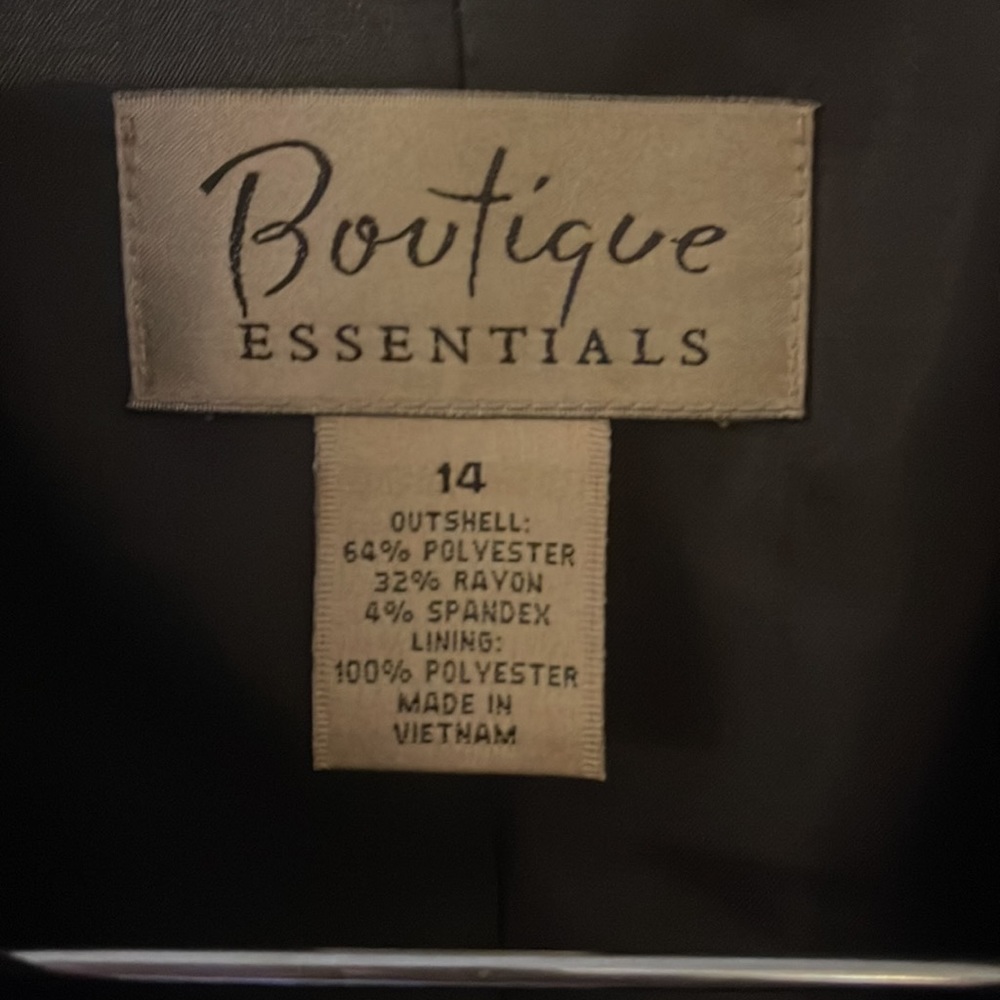 Boutique
ESSENTIALS
14
OUTSHELL:
64% POLYESTER
32% RAYON
4% SPANDEX
LINING:
100% POLYESTER
MADE IN
VIETNAM